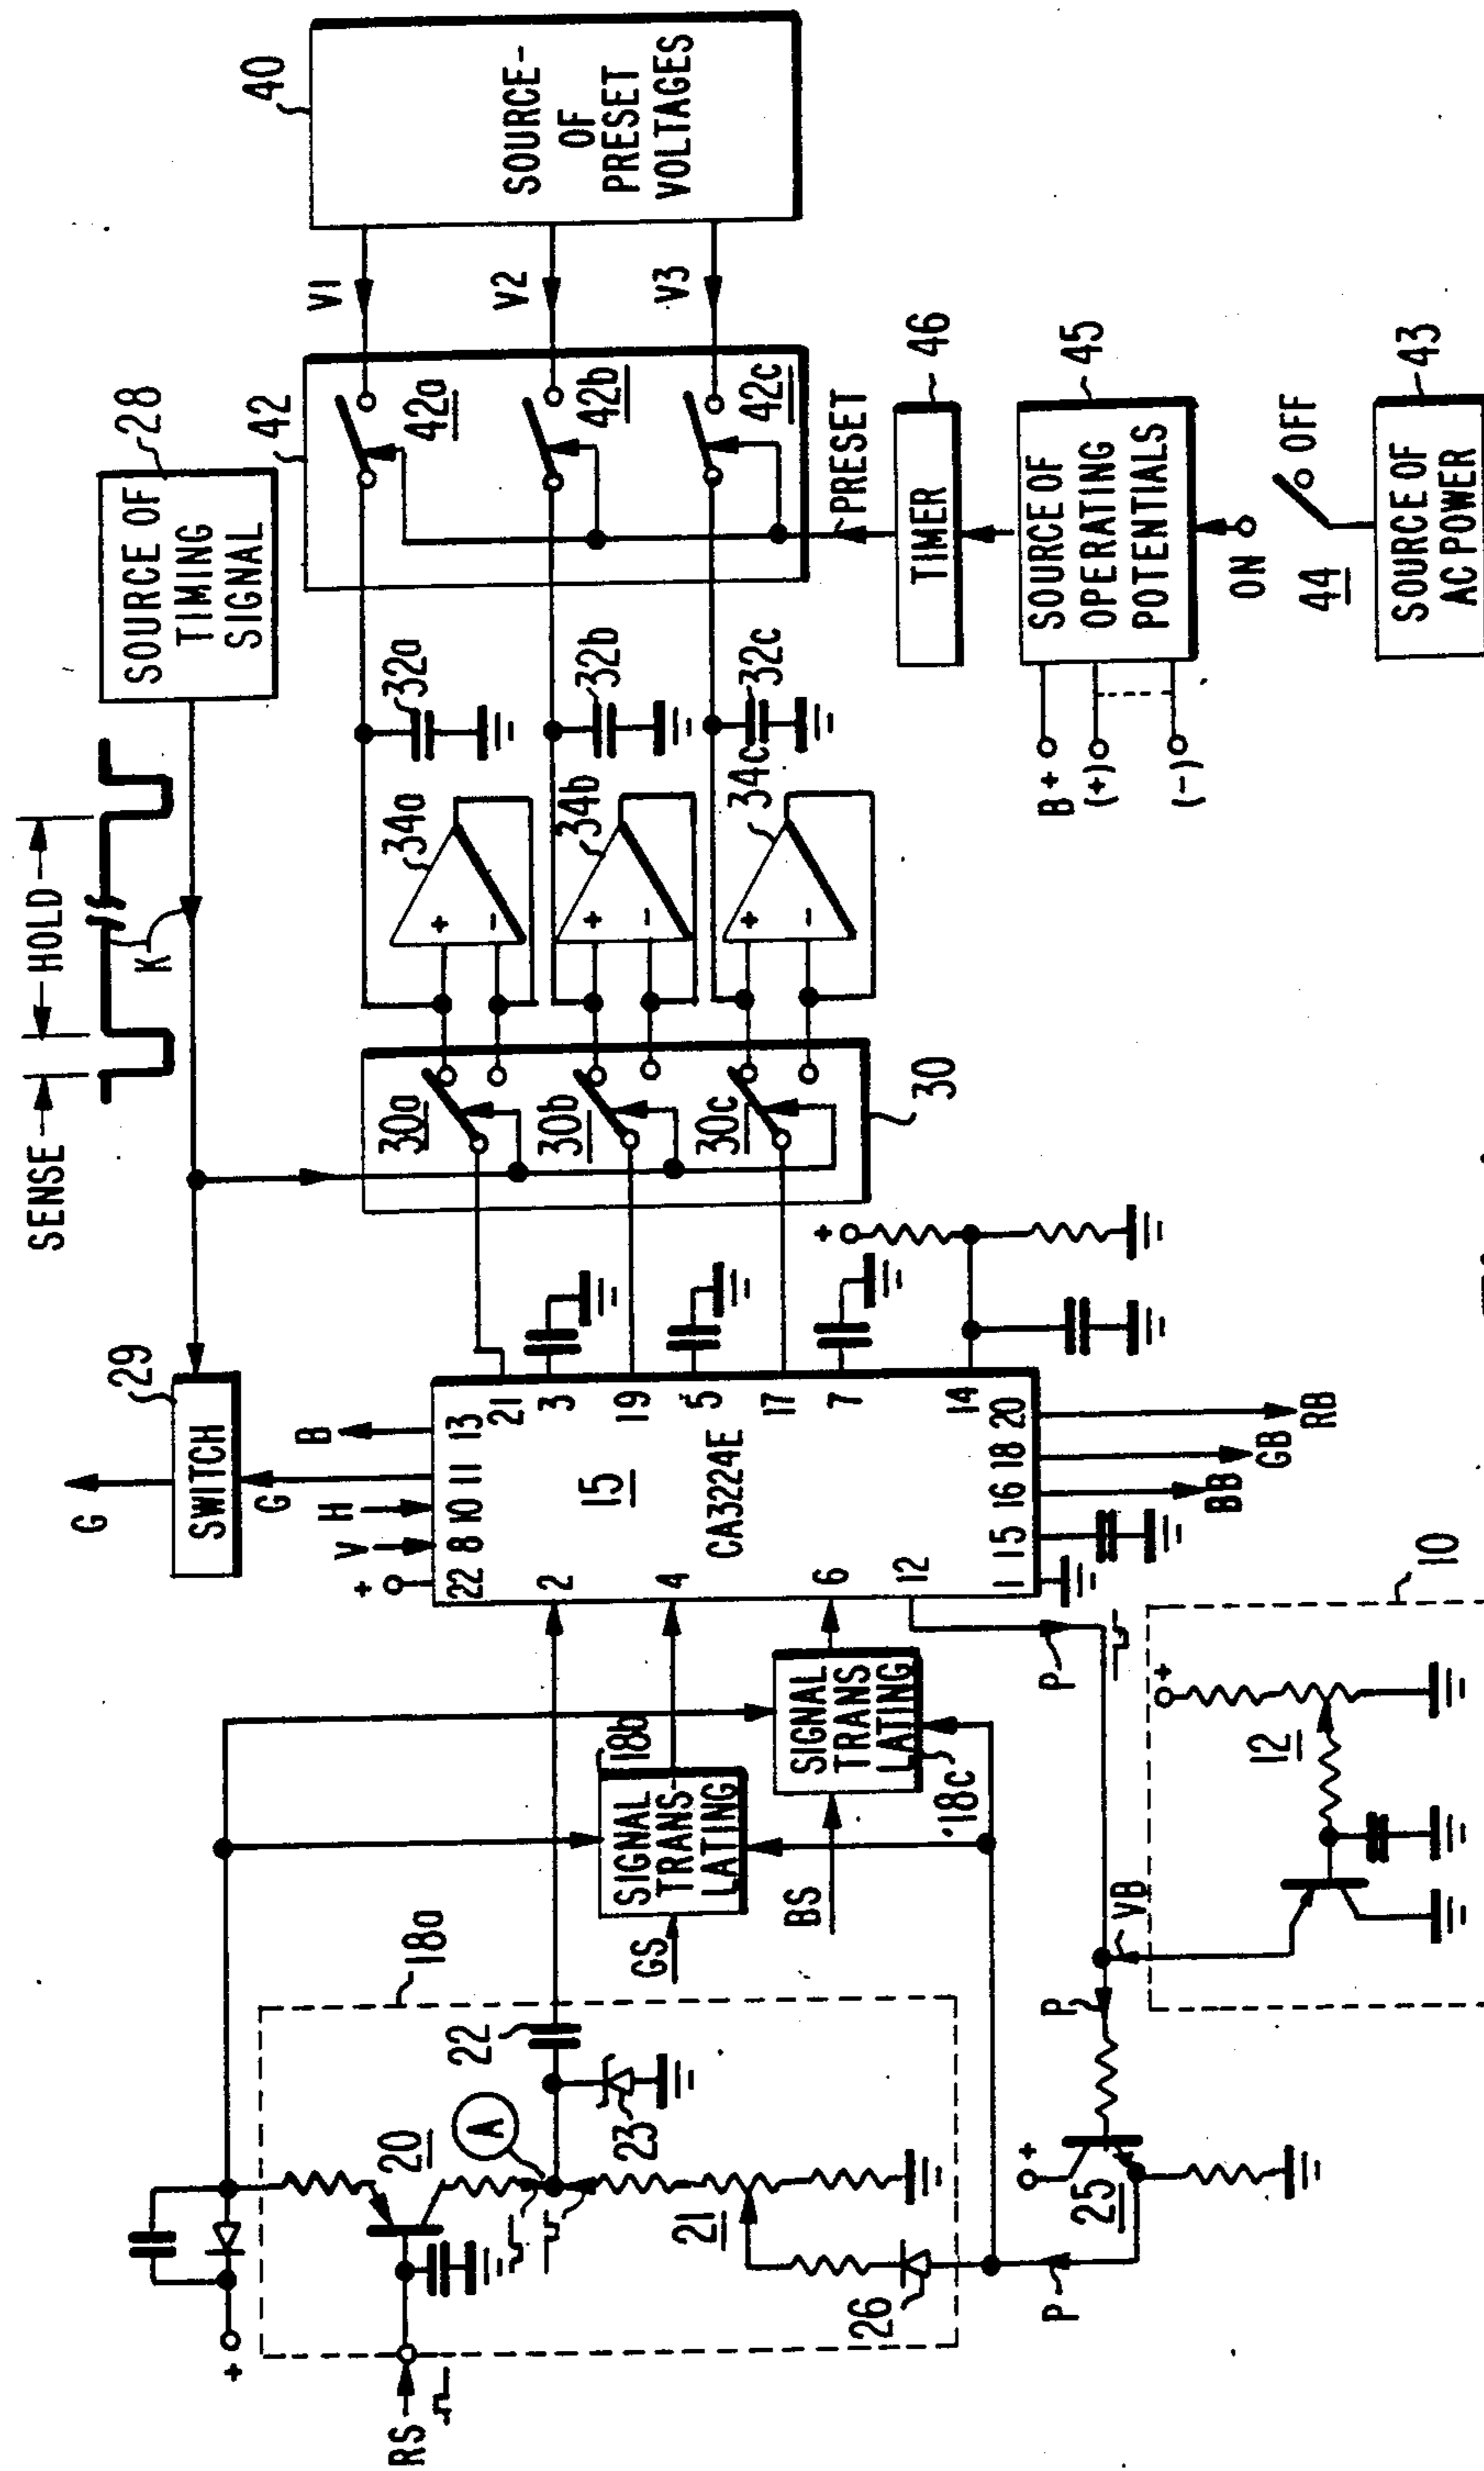 SENSE
HOLD
K
SOURCE OF
TIMING
SIGNAL
28
G
29
SWITCH
G
B
+
V
H
22
8
10
11
13
15
CA3224E
2
4
6
12
21
3
19
5
17
7
14
1
15
16
18
20
BB
GB
RB
30a
30b
30c
30
+
-
34a
+
-
34b
+
-
34c
32a
32b
32c
42
42a
42b
42c
V1
V2
V3
40
SOURCE-
OF
PRESET
VOLTAGES
PRESET
TIMER
46
SOURCE OF
OPERATING
POTENTIALS
45
B+
(+)
(-)
ON
OFF
44
SOURCE OF
AC POWER
43
+
+
RS
18a
20
A
22
23
21
26
P
GS
SIGNAL
TRANS-
LATING
18b
BS
SIGNAL
TRANS
LATING
18c
P
+
25
P
VB
10
12
+